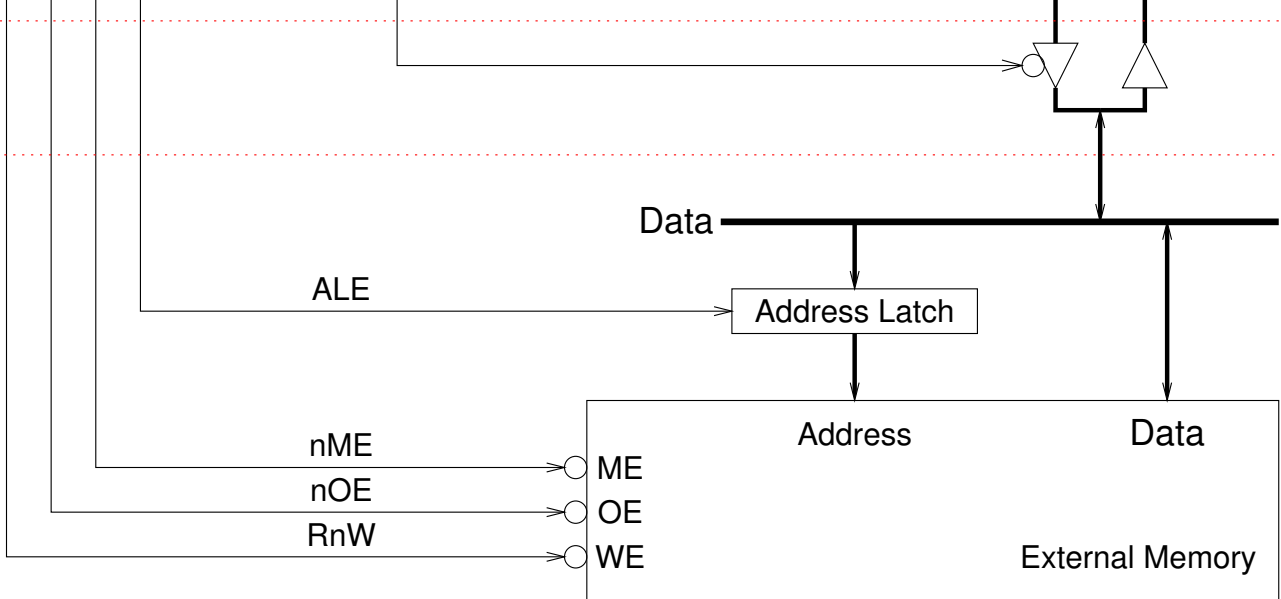 Data
ALE
Address Latch
Address
Data
nME
ME
nOE
OE
RnW
WE
External Memory